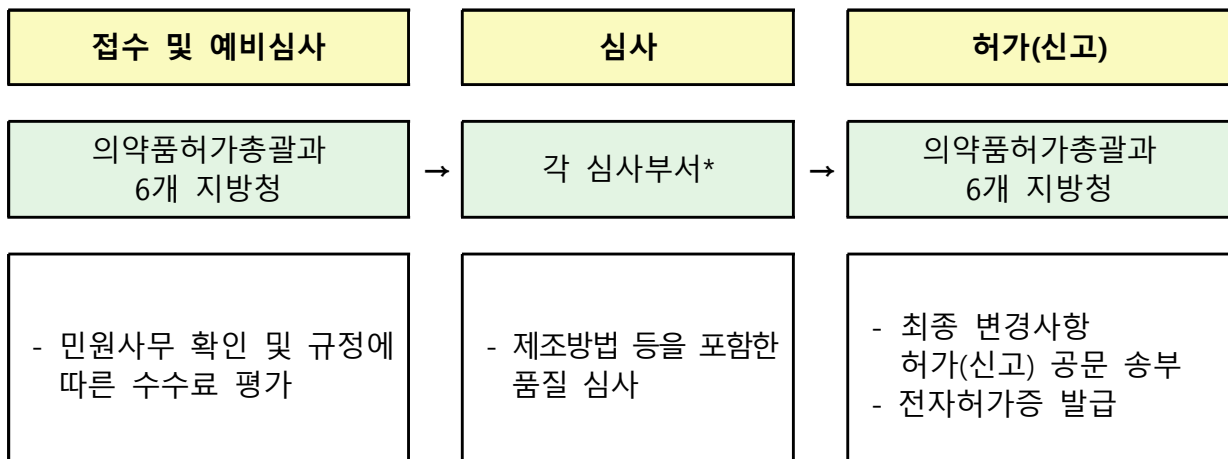 접수 및 예비심사
심사
허가(신고)
의약품허가총괄과
6개 지방청
→
각 심사부서*
→
의약품허가총괄과
6개 지방청
- 민원사무 확인 및 규정에
따른 수수료 평가
- 제조방법 등을 포함한
품질 심사
- 최종 변경사항
허가(신고) 공문 송부
- 전자허가증 발급